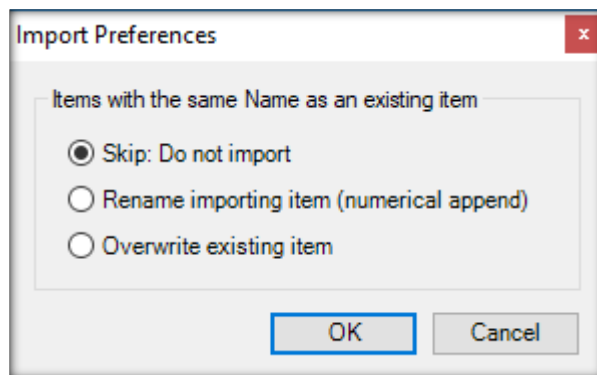 Import Preferences
x
Items with the same Name as an existing item
Skip: Do not import
Rename importing item (numerical append)
Overwrite existing item
OK
Cancel